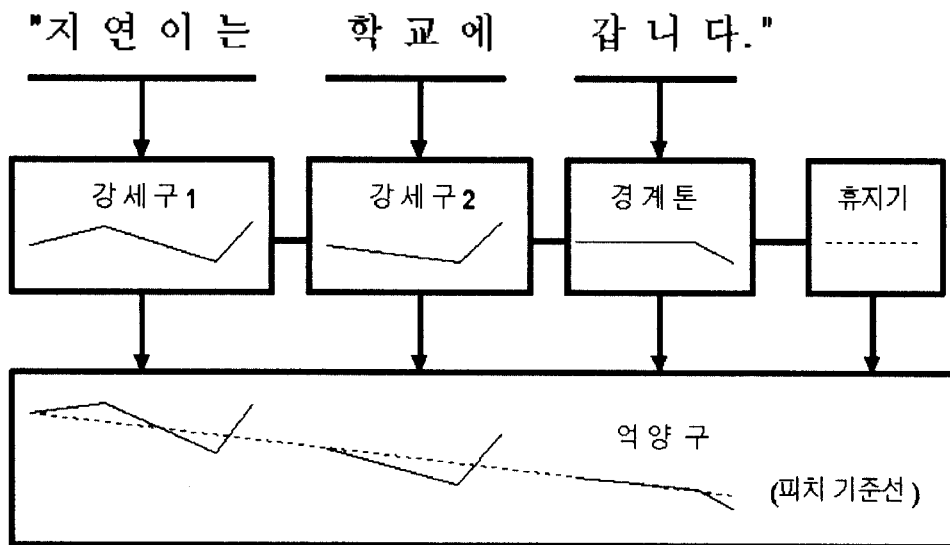 "지연이는 학교에 갑니다."
강세구1 강세구2 경계톤 휴지기
억양구
(피치 기준선)